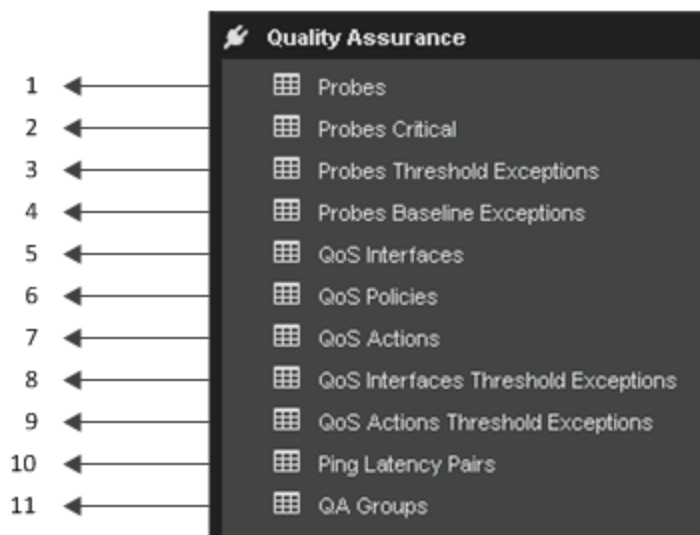 Quality Assurance
1 Probes
2 Probes Critical
3 Probes Threshold Exceptions
4 Probes Baseline Exceptions
5 QoS Interfaces
6 QoS Policies
7 QoS Actions
8 QoS Interfaces Threshold Exceptions
9 QoS Actions Threshold Exceptions
10 Ping Latency Pairs
11 QA Groups